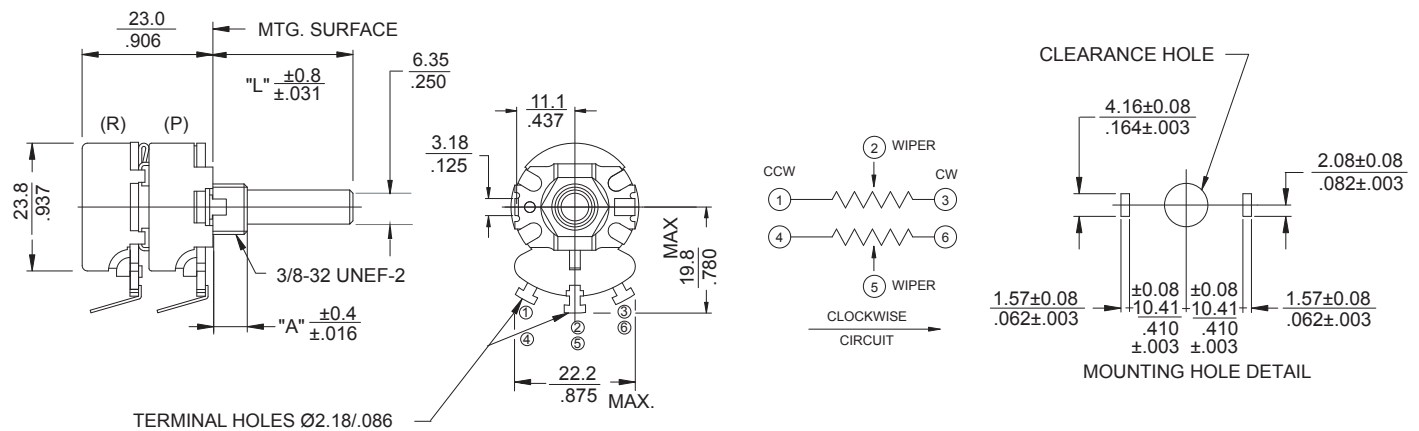 23.0
.906
MTG. SURFACE
"L" ±0.8
±.031
6.35
.250
(R)
(P)
23.8
.937
3/8-32 UNEF-2
"A" ±0.4
±.016
TERMINAL HOLES Ø2.18/.086
11.1
.437
3.18
.125
MAX
19.8
.780
1
2
3
4
5
6
22.2
.875
MAX.
2 WIPER
CCW
CW
1
3
4
6
5 WIPER
CLOCKWISE
CIRCUIT
CLEARANCE HOLE
4.16±0.08
.164±.003
2.08±0.08
.082±.003
1.57±0.08
.062±.003
±0.08
10.41
.410
±.003
±0.08
10.41
.410
±.003
1.57±0.08
.062±.003
MOUNTING HOLE DETAIL